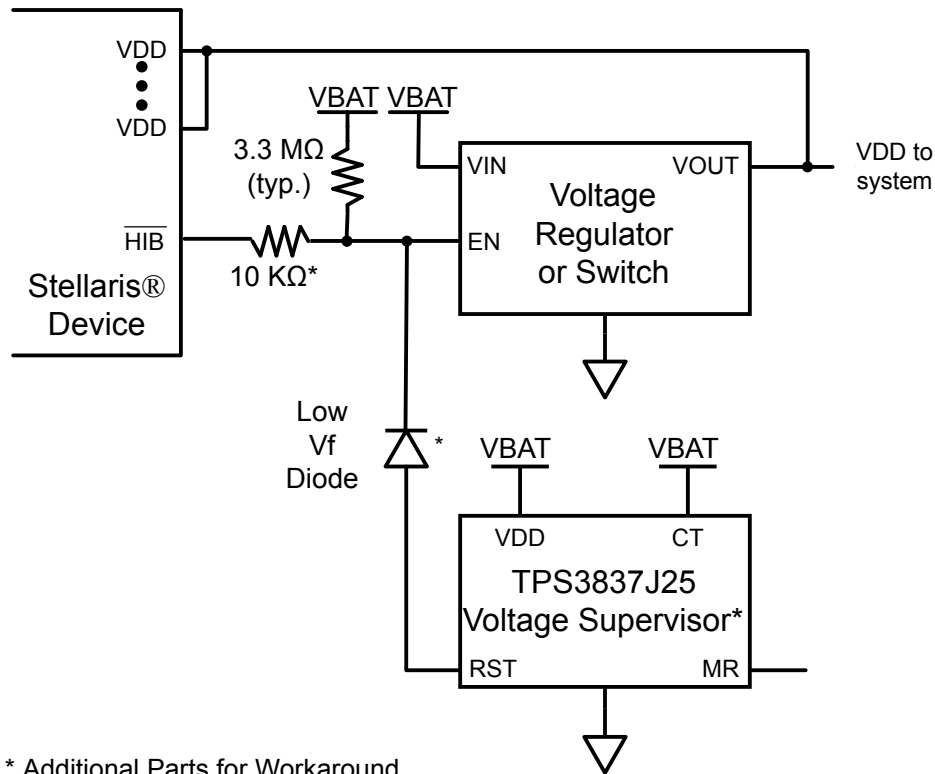 VDD
VDD
VBAT
VBAT
3.3 MΩ
(typ.)
HIB
10 KΩ*
Stellaris®
Device
VIN
VOUT
EN
Voltage
Regulator
or Switch
VDD to
system
Low
Vf
Diode
*
VBAT
VBAT
VDD
CT
TPS3837J25
Voltage Supervisor*
RST
MR
* Additional Parts for Workaround